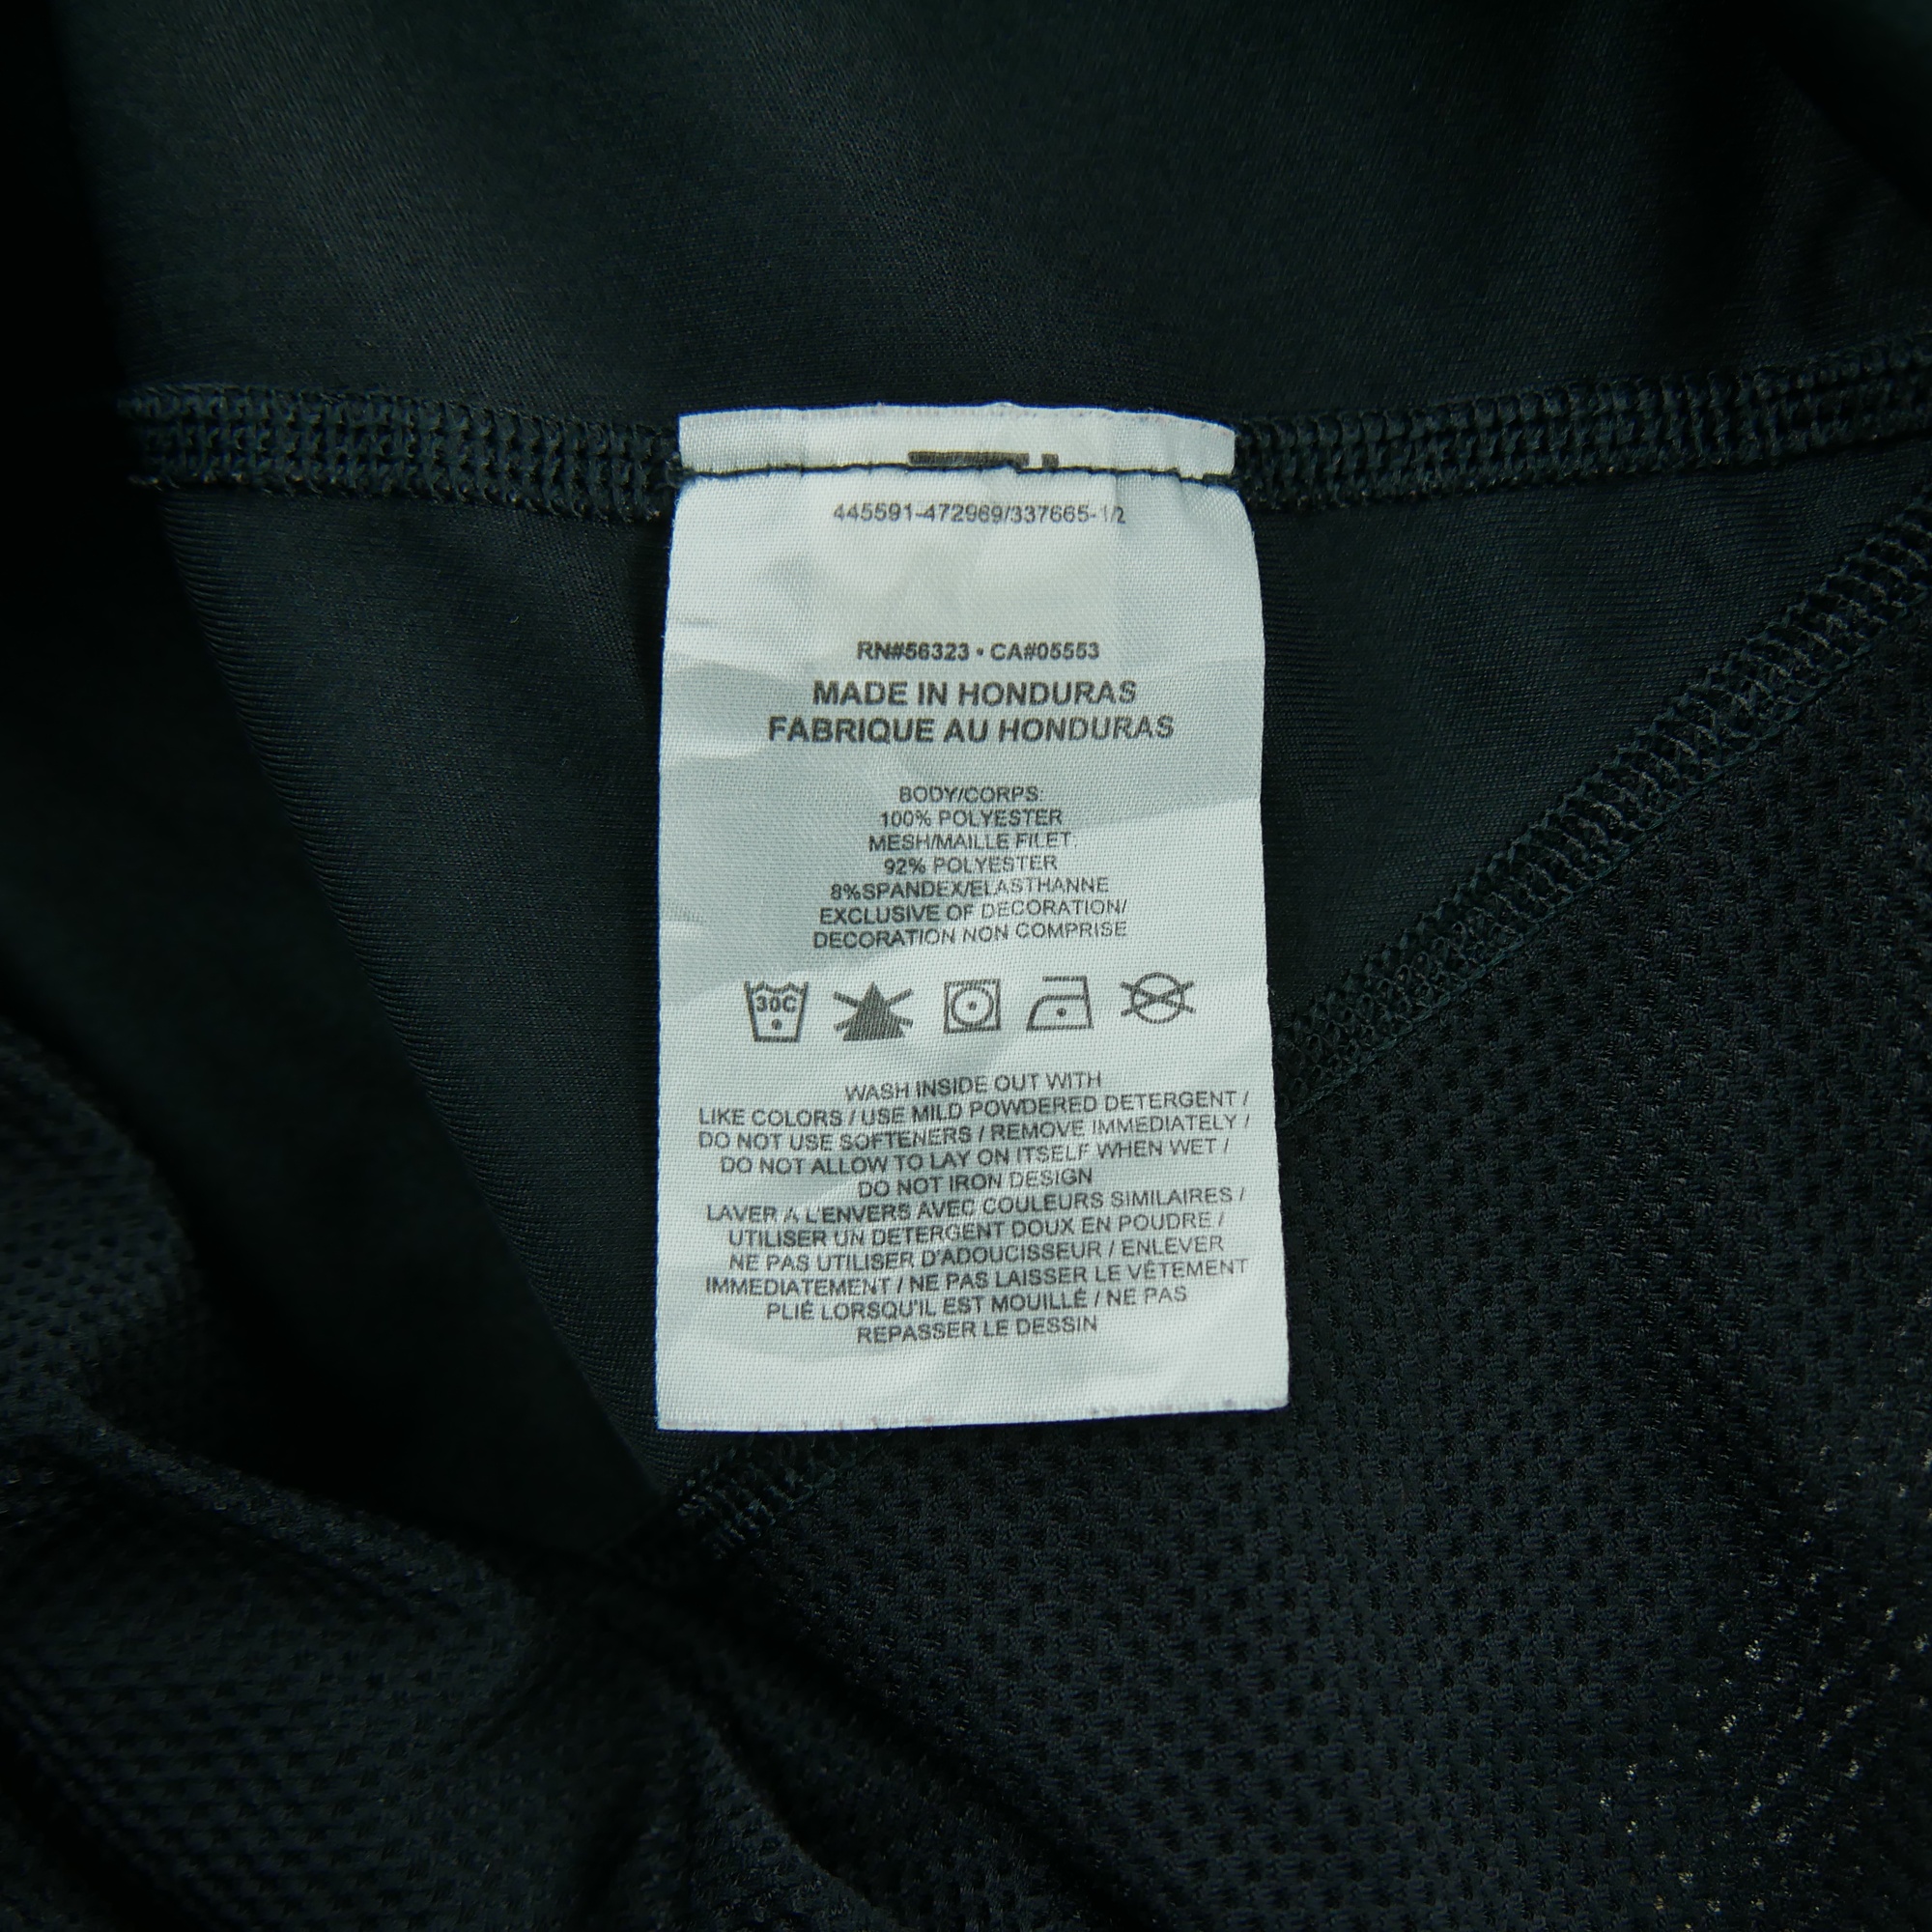 445591-472969/337665-1/2
RN#56323 • CA#05553
MADE IN HONDURAS
FABRIQUE AU HONDURAS
BODY/CORPS:
100% POLYESTER
MESH/MAILLE FILET:
92% POLYESTER
8%SPANDEX/ELASTHANNE
EXCLUSIVE OF DECORATION/
DECORATION NON COMPRISE
30C
WASH INSIDE OUT WITH
LIKE COLORS / USE MILD POWDERED DETERGENT /
DO NOT USE SOFTENERS / REMOVE IMMEDIATELY /
DO NOT ALLOW TO LAY ON ITSELF WHEN WET /
DO NOT IRON DESIGN
LAVER A L'ENVERS AVEC COULEURS SIMILAIRES /
UTILISER UN DETERGENT DOUX EN POUDRE /
NE PAS UTILISER D'ADOUCISSEUR / ENLEVER
IMMEDIATEMENT / NE PAS LAISSER LE VÊTEMENT
PLIÉ LORSQU'IL EST MOUILLÉ / NE PAS
REPASSER LE DESSIN